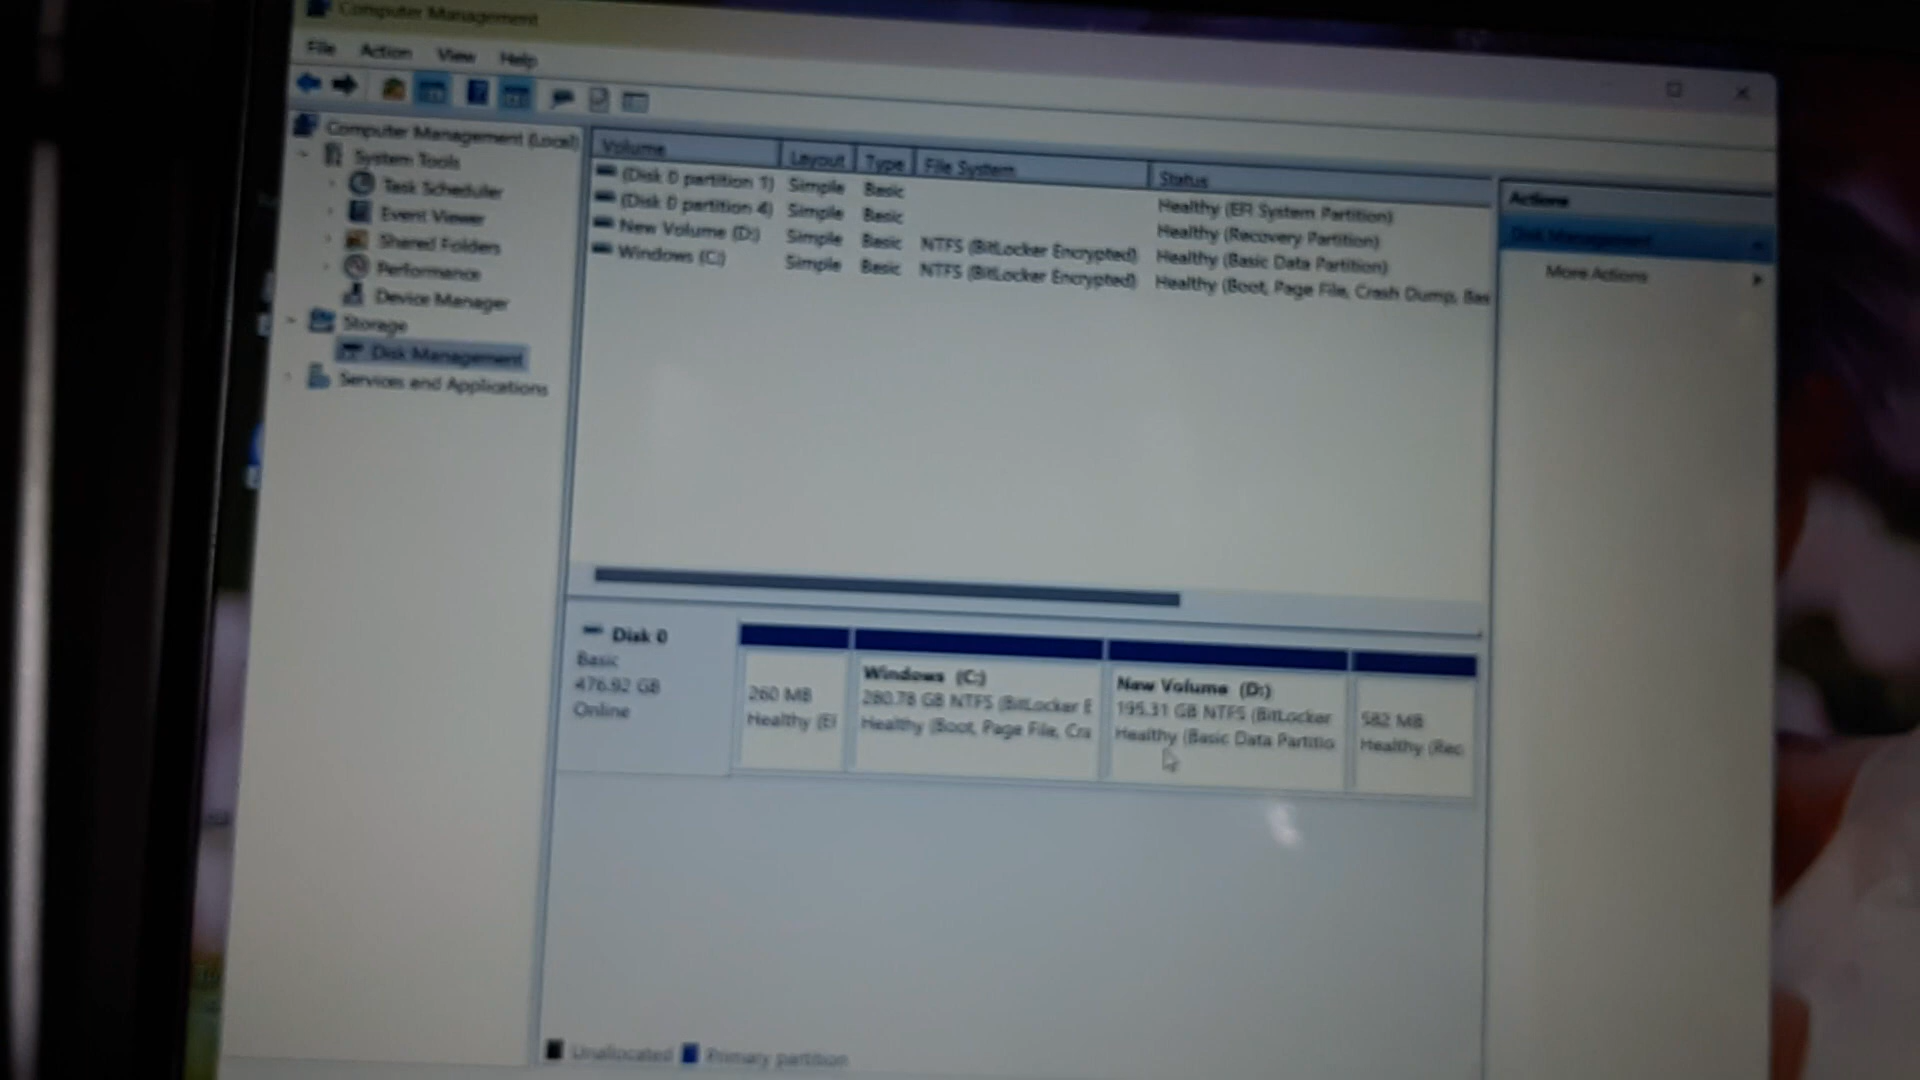 Computer Management
File Action View Help
Computer Management (Local)
System Tools
Task Scheduler
Event Viewer
Shared Folders
Performance
Device Manager
Storage
Disk Management
Services and Applications
Volume Layout Type File System Status
(Disk 0 partition 1) Simple Basic Healthy (EFI System Partition)
(Disk 0 partition 4) Simple Basic Healthy (Recovery Partition)
New Volume (D:) Simple Basic NTFS (BitLocker Encrypted) Healthy (Basic Data Partition)
Windows (C:) Simple Basic NTFS (BitLocker Encrypted) Healthy (Boot, Page File, Crash Dump, Bas
Actions
Disk Management
More Actions
Disk 0
Basic
476.92 GB
Online
260 MB
Healthy (EI
Windows (C:)
280.78 GB NTFS (BitLocker E
Healthy (Boot, Page File, Cra
New Volume (D:)
195.31 GB NTFS (BitLocker
Healthy (Basic Data Partitio
582 MB
Healthy (Rec
Unallocated Primary partition